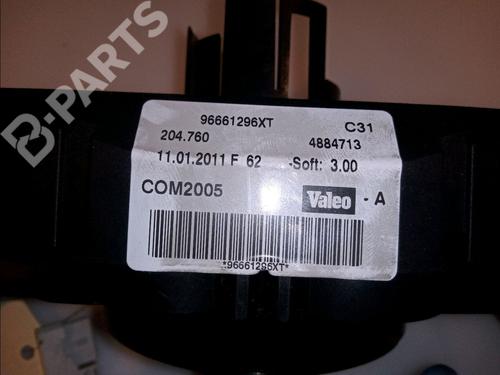 B-PARTS
96661296XT C31
204.760 4884713
11.01.2011 F 62 -Soft: 3.00
COM2005 Valeo - A
*96661296XT*